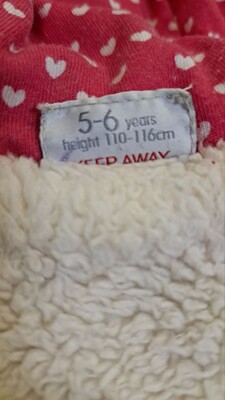 5-6 years
height 110-116cm
KEEP AWAY